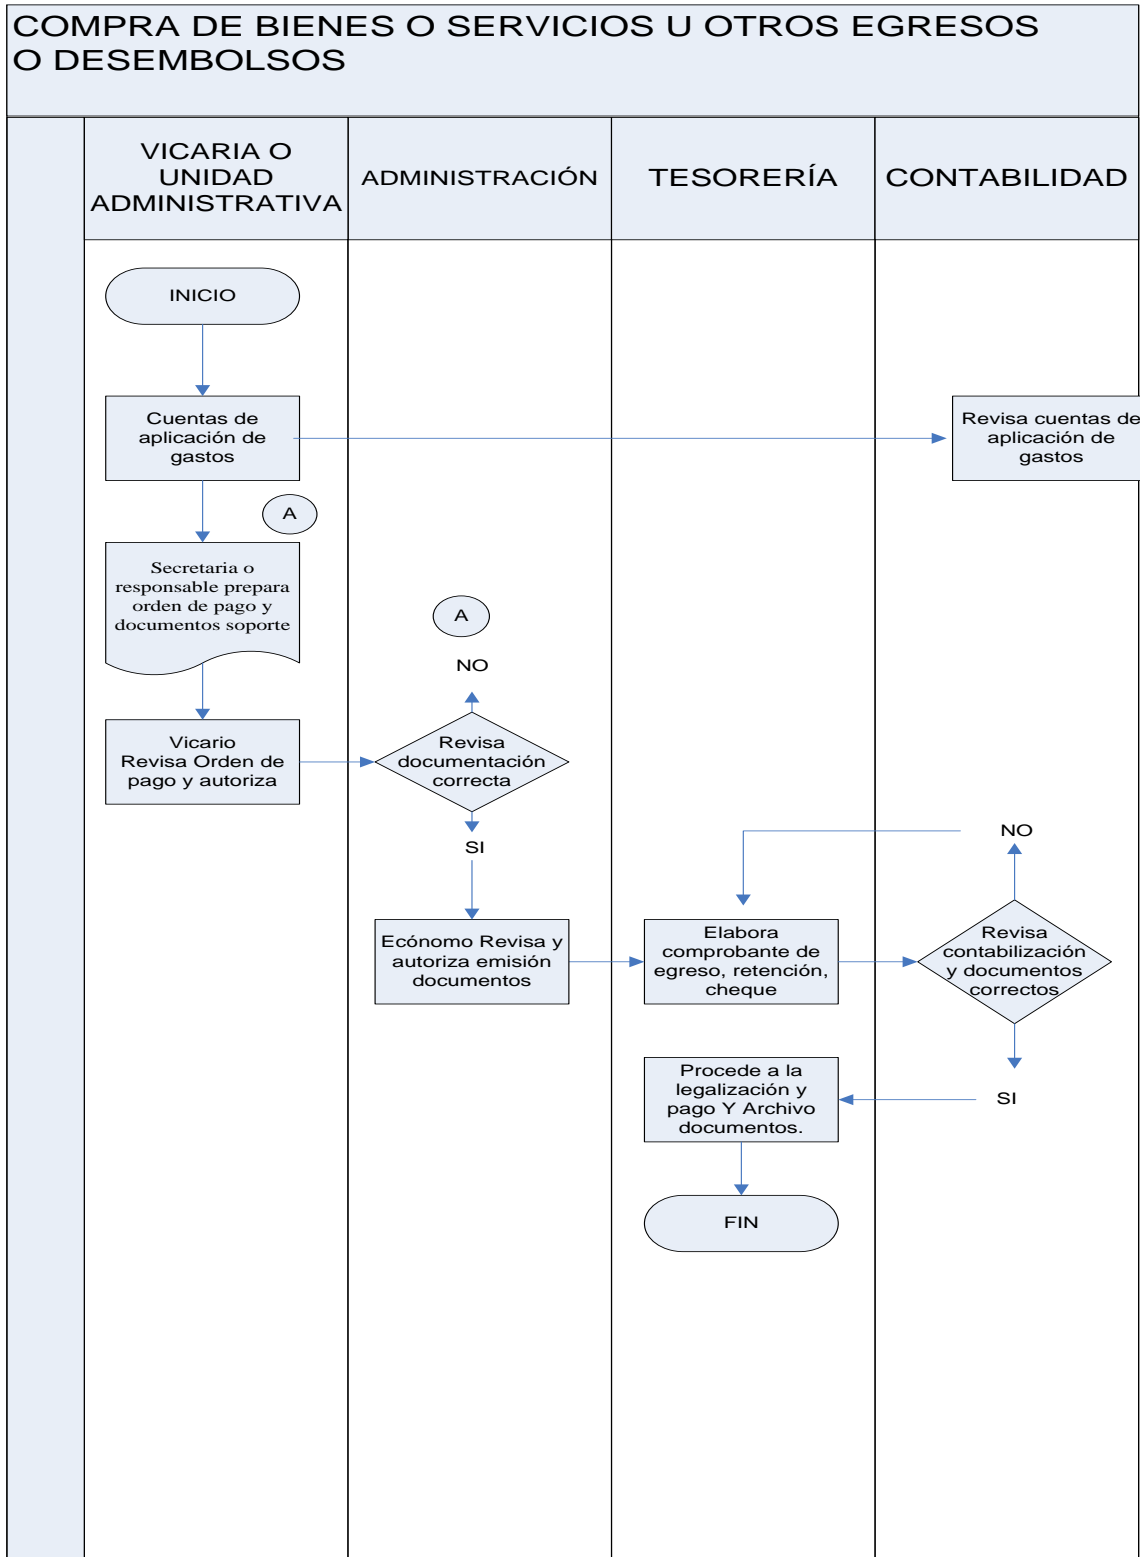 COMPRA DE BIENES O SERVICIOS U OTROS EGRESOS
O DESEMBOLSOS
VICARIA O
UNIDAD
ADMINISTRATIVA
ADMINISTRACIÓN
TESORERÍA
CONTABILIDAD
INICIO
Cuentas de
aplicación de
gastos
Revisa cuentas de
aplicación de
gastos
A
Secretaria o
responsable prepara
orden de pago y
documentos soporte
A
NO
Vicario
Revisa Orden de
pago y autoriza
Revisa
documentación
correcta
SI
NO
Ecónomo Revisa y
autoriza emisión
documentos
Elabora
comprobante de
egreso, retención,
cheque
Revisa
contabilización
y documentos
correctos
Procede a la
legalización y
pago Y Archivo
documentos.
SI
FIN